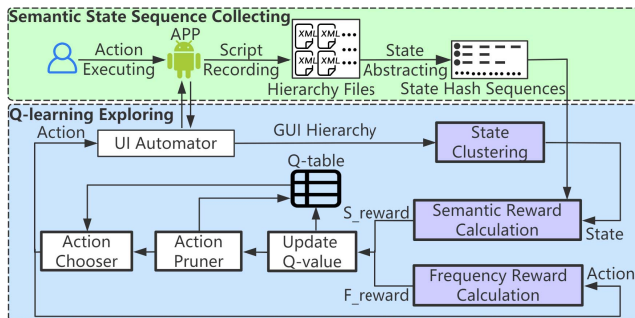 Semantic State Sequence Collecting
APP
Action
Executing
Script
Recording
XML XML
XML XML
Hierarchy Files
State
Abstracting
State Hash Sequences
Q-learning Exploring
Action
UI Automator
GUI Hierarchy
State
Clustering
Q-table
S_reward
Semantic Reward
Calculation
State
Action
Chooser
Action
Pruner
Update
Q-value
F_reward
Frequency Reward
Calculation
Action